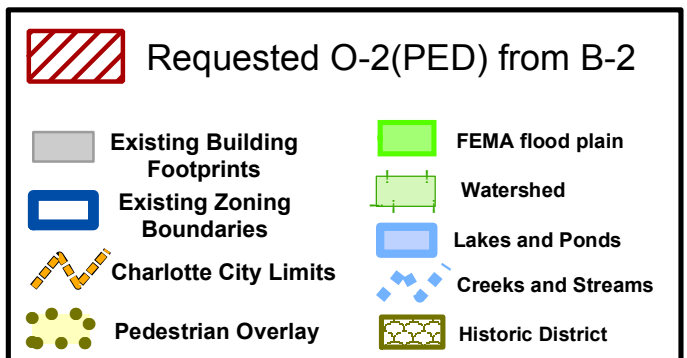 Requested O-2(PED) from B-2
Existing Building
Footprints
Existing Zoning
Boundaries
Charlotte City Limits
Pedestrian Overlay
FEMA flood plain
Watershed
Lakes and Ponds
Creeks and Streams
Historic District